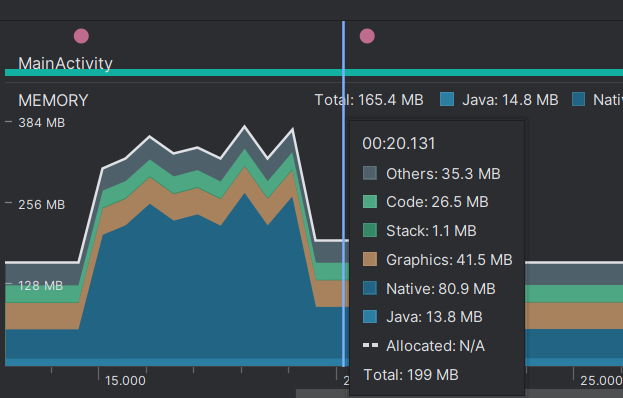 MainActivity
MEMORY
Total: 165.4 MB Java: 14.8 MB
384 MB
256 MB
128 MB
00:20.131
Others: 35.3 MB
Code: 26.5 MB
Stack: 1.1 MB
Graphics: 41.5 MB
Native: 80.9 MB
Java: 13.8 MB
Allocated: N/A
Total: 199 MB
15.000
25.000